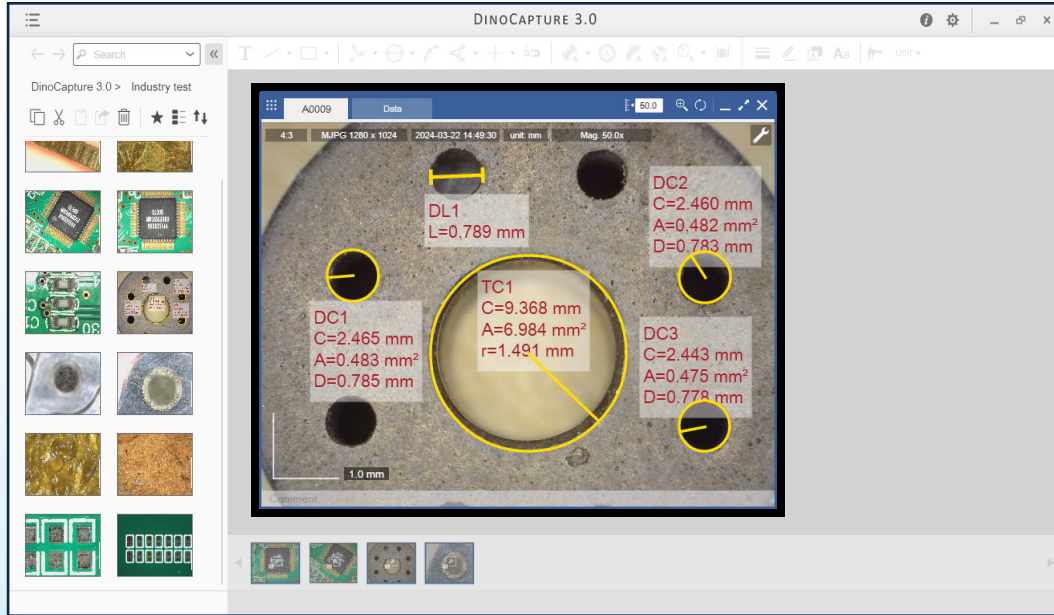 DINOCAPTURE 3.0
Search
DinoCapture 3.0 > Industry test
T
A
A
A
A
A
Aa
Unit
A0009
Data
50.0
4:3
MJPG 1280 x 1024
2024-03-22 14:49:30
unit: mm
Mag. 50.0x
DL1
L=0.789 mm
DC2
C=2.460 mm
A=0.482 mm²
D=0.783 mm
TC1
C=9.368 mm
A=6.984 mm²
r=1.491 mm
DC1
C=2.465 mm
A=0.483 mm²
D=0.785 mm
DC3
C=2.443 mm
A=0.475 mm²
D=0.778 mm
1.0 mm
Comment